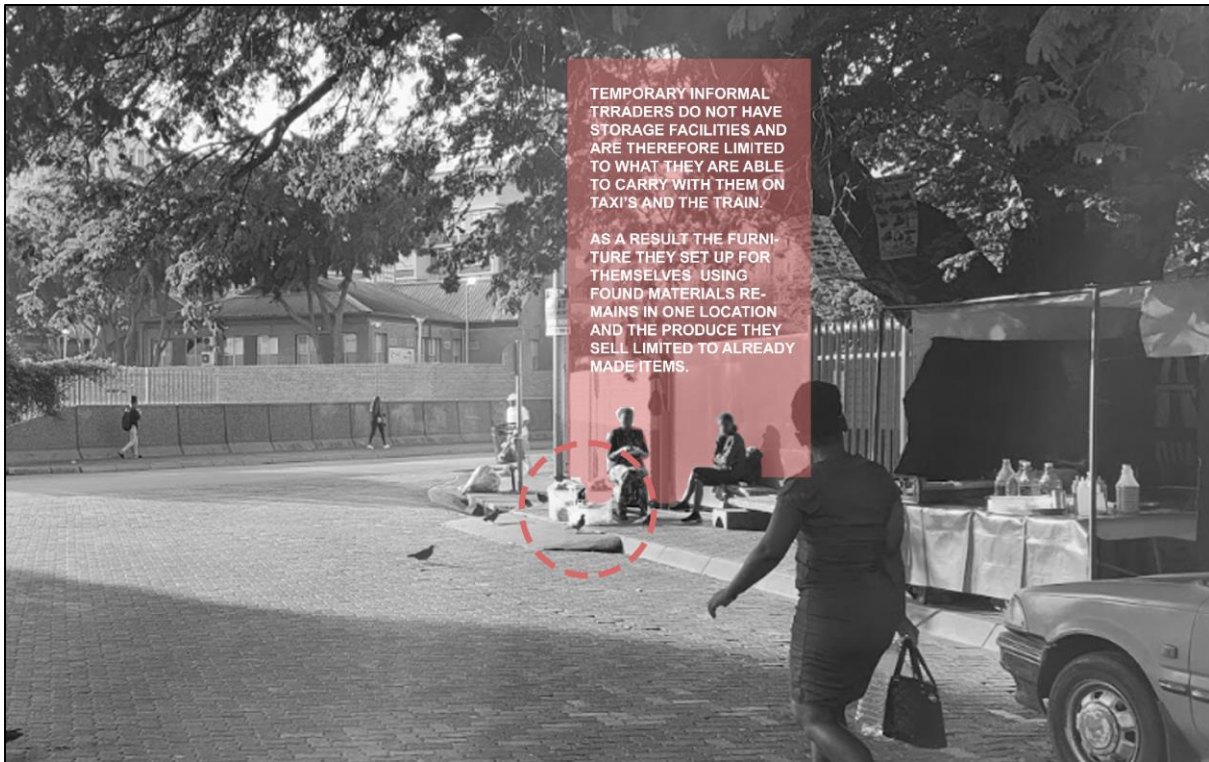 TEMPORARY INFORMAL
TRRADERS DO NOT HAVE
STORAGE FACILITIES AND
ARE THEREFORE LIMITED
TO WHAT THEY ARE ABLE
TO CARRY WITH THEM ON
TAXI'S AND THE TRAIN.
AS A RESULT THE FURNI-
TURE THEY SET UP FOR
THEMSELVES USING
FOUND MATERIALS RE-
MAINS IN ONE LOCATION
AND THE PRODUCE THEY
SELL LIMITED TO ALREADY
MADE ITEMS.